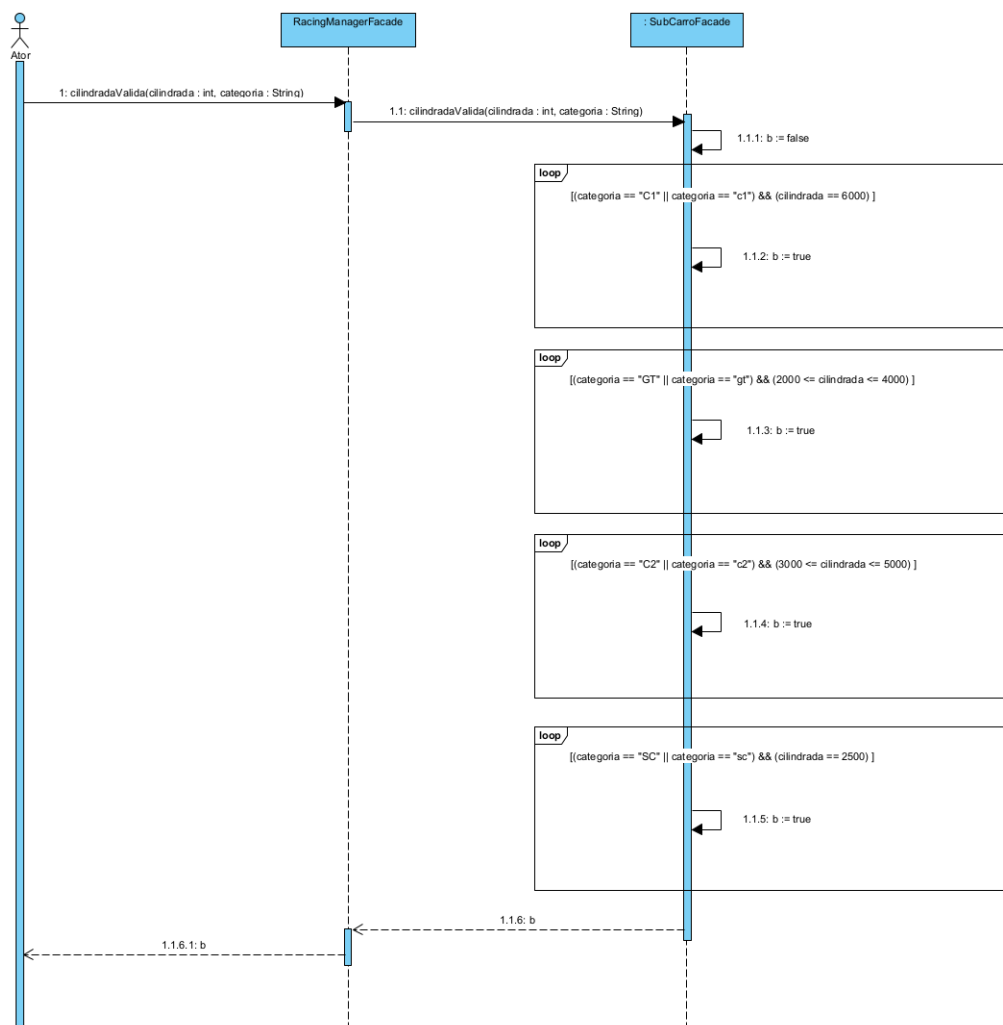 RacingManagerFacade
: SubCarroFacade
Ator
1: cilindradaValida(cilindrada : int, categoria : String)
1.1: cilindradaValida(cilindrada : int, categoria : String)
1.1.1: b := false
loop
[(categoria == "C1" || categoria == "c1") && (cilindrada == 6000) ]
1.1.2: b := true
loop
[(categoria == "GT" || categoria == "gt") && (2000 <= cilindrada <= 4000) ]
1.1.3: b := true
loop
[(categoria == "C2" || categoria == "c2") && (3000 <= cilindrada <= 5000) ]
1.1.4: b := true
loop
[(categoria == "SC" || categoria == "sc") && (cilindrada == 2500) ]
1.1.5: b := true
1.1.6: b
1.1.6.1: b